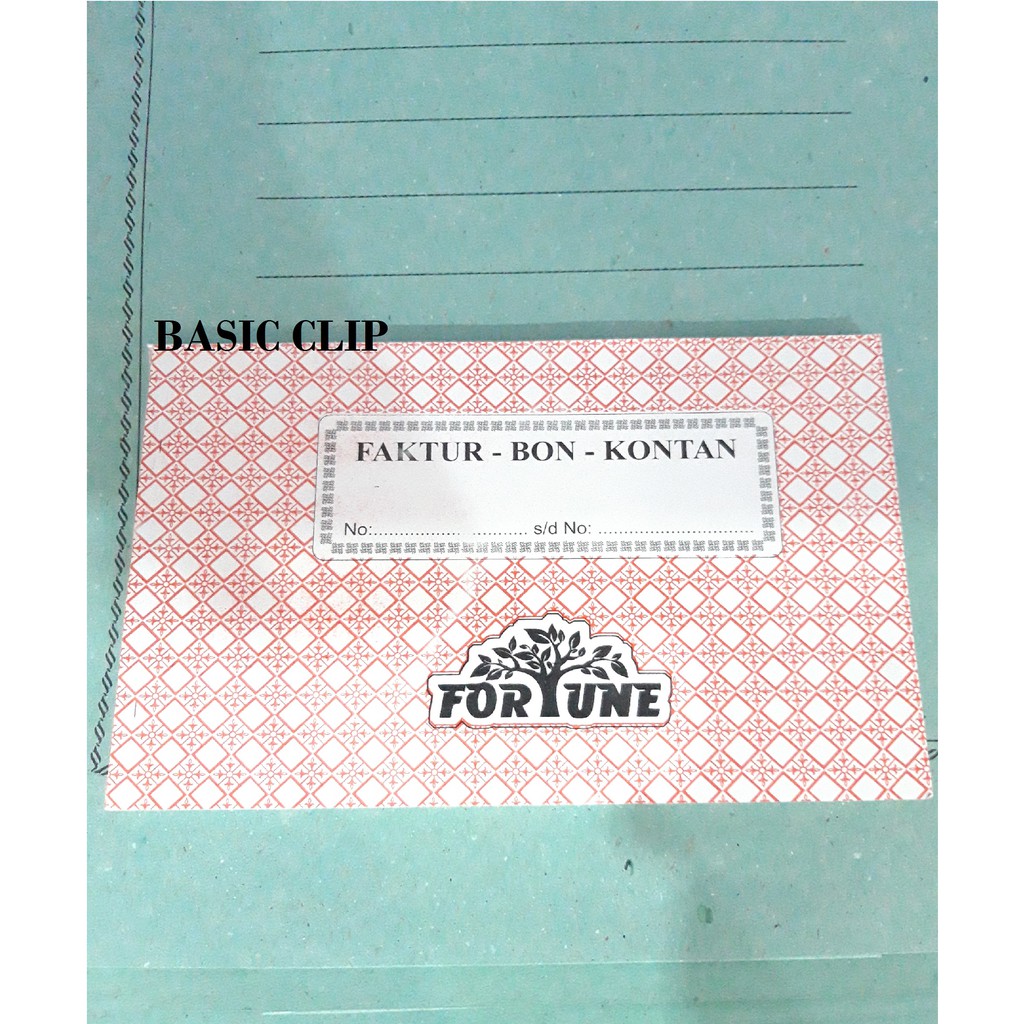 BASIC CLIP
FAKTUR - BON - KONTAN
No:.................. ............ s/d No: .................................
FORTUNE